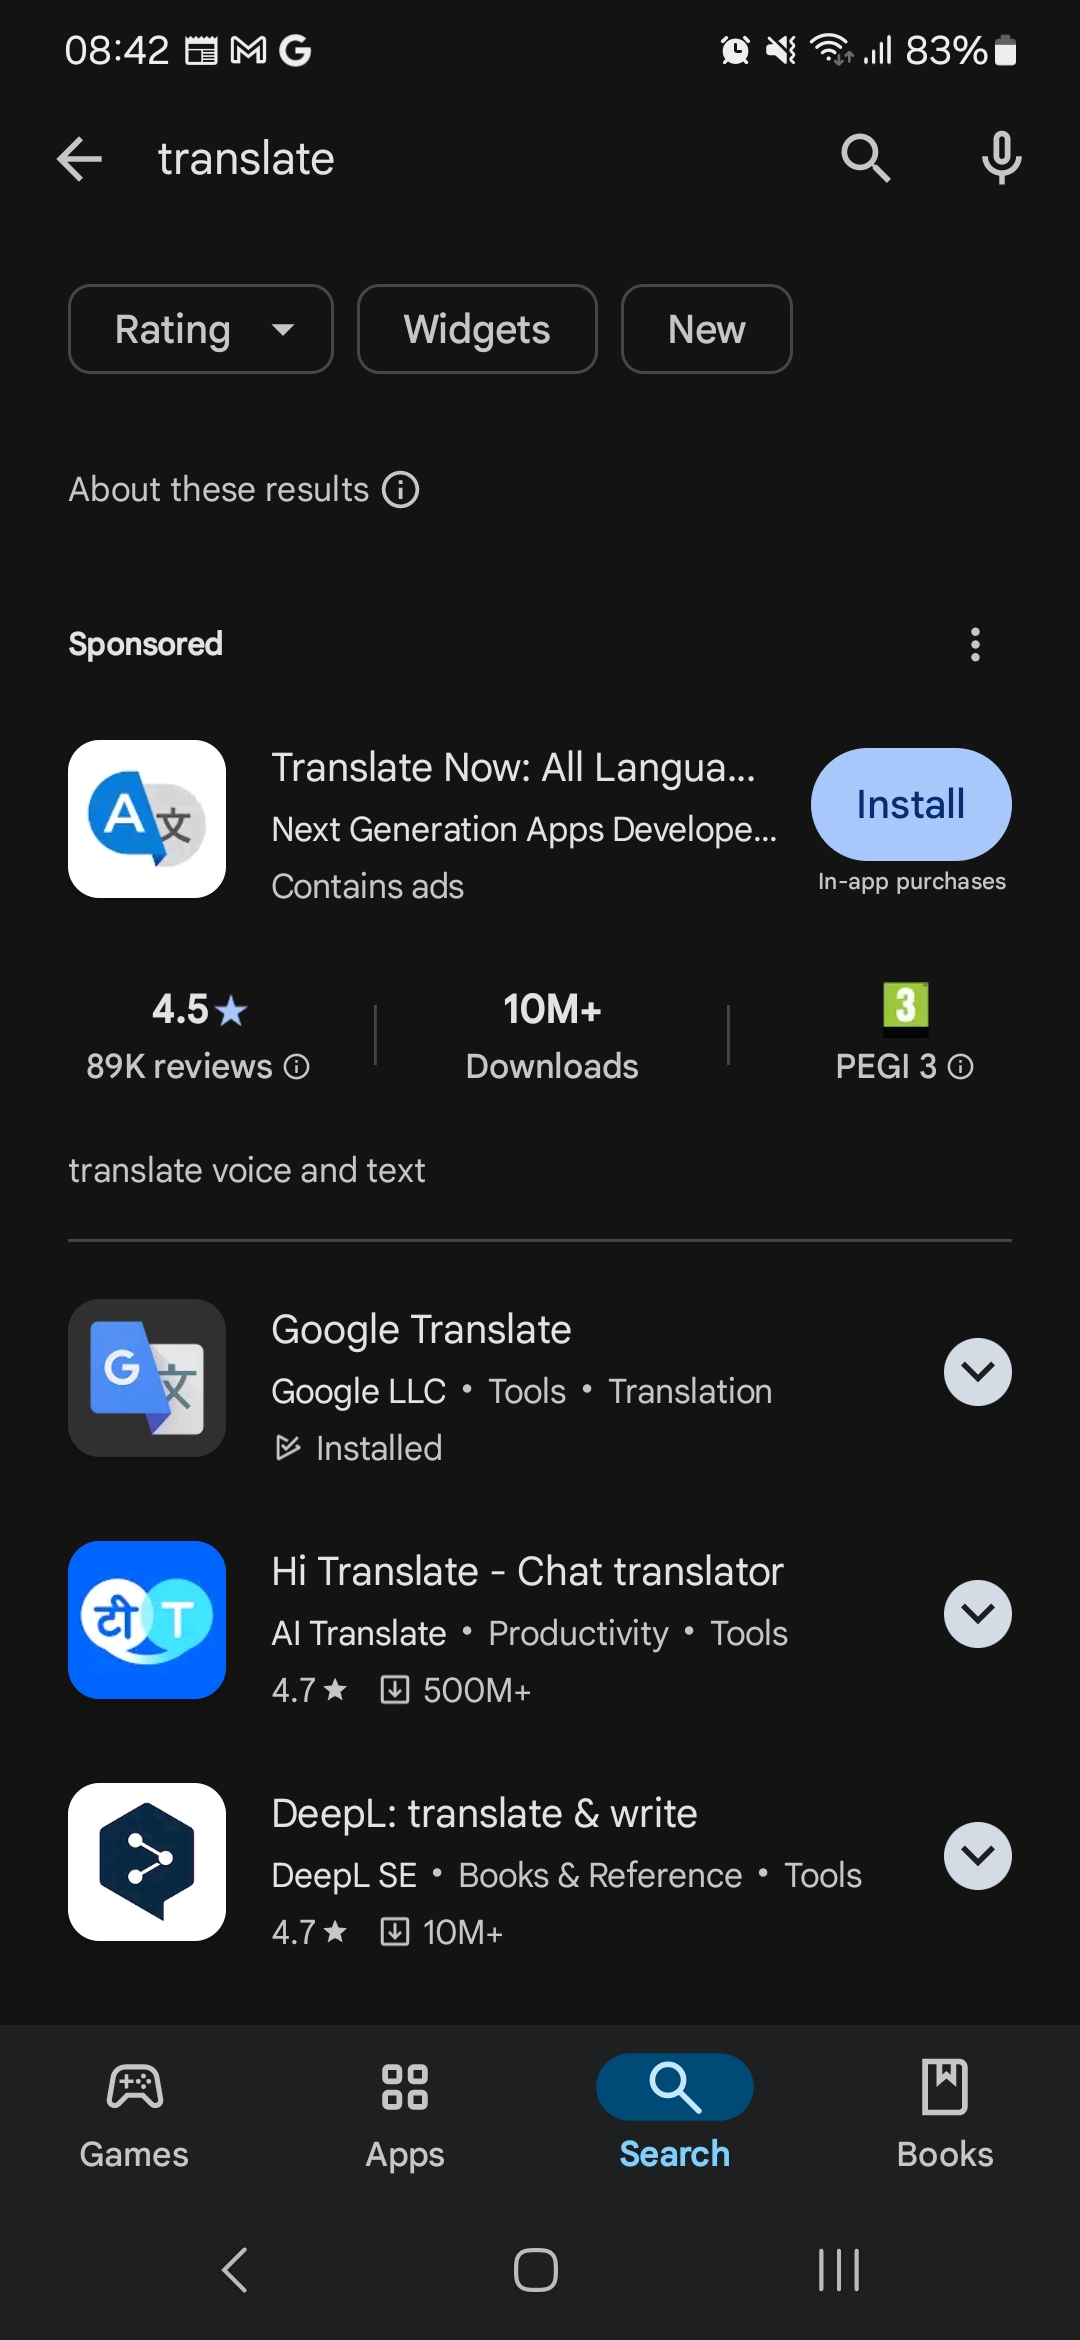 08:42
83%
translate
Rating
Widgets
New
About these results
Sponsored
A 文
Translate Now: All Langua...
Next Generation Apps Develope...
Contains ads
Install
In-app purchases
4.5★
89K reviews
10M+
Downloads
3
PEGI 3
translate voice and text
G 文
Google Translate
Google LLC • Tools • Translation
Installed
टी T
Hi Translate - Chat translator
AI Translate • Productivity • Tools
4.7★ 500M+
DeepL: translate & write
DeepL SE • Books & Reference • Tools
4.7★ 10M+
Games
Apps
Search
Books